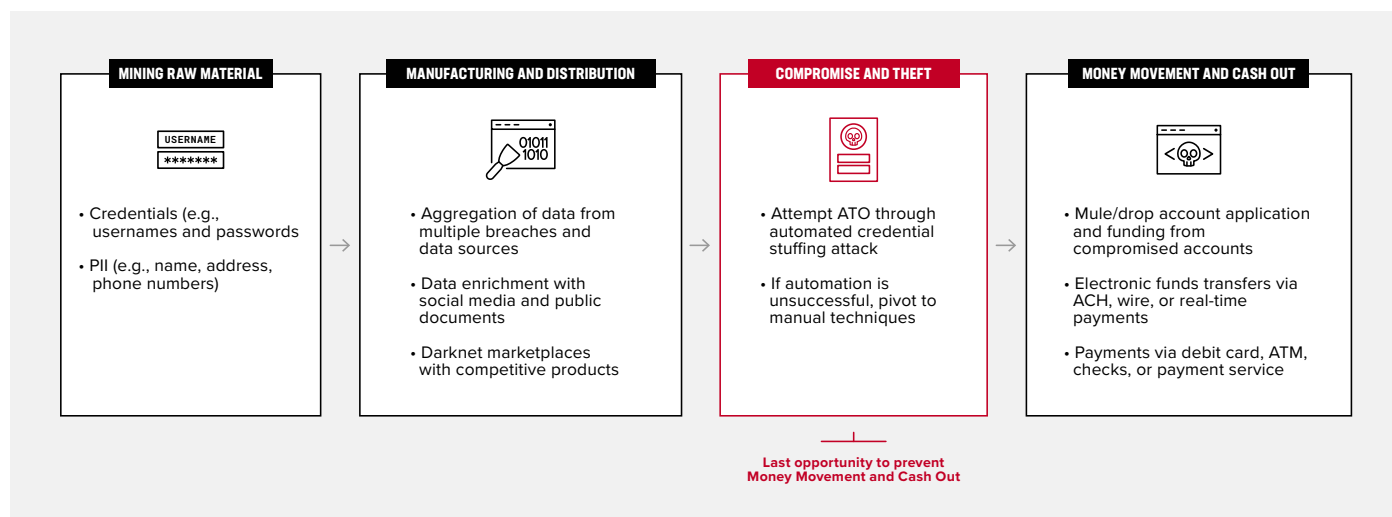 MINING RAW MATERIAL
USERNAME
*******
• Credentials (e.g.,
usernames and passwords
• PII (e.g., name, address,
phone numbers)
MANUFACTURING AND DISTRIBUTION
01011
1010
• Aggregation of data from
multiple breaches and
data sources
• Data enrichment with
social media and public
documents
• Darknet marketplaces
with competitive products
COMPROMISE AND THEFT
• Attempt ATO through
automated credential
stuffing attack
• If automation is
unsuccessful, pivot to
manual techniques
Last opportunity to prevent
Money Movement and Cash Out
MONEY MOVEMENT AND CASH OUT
• Mule/drop account application
and funding from
compromised accounts
• Electronic funds transfers via
ACH, wire, or real-time
payments
• Payments via debit card, ATM,
checks, or payment service